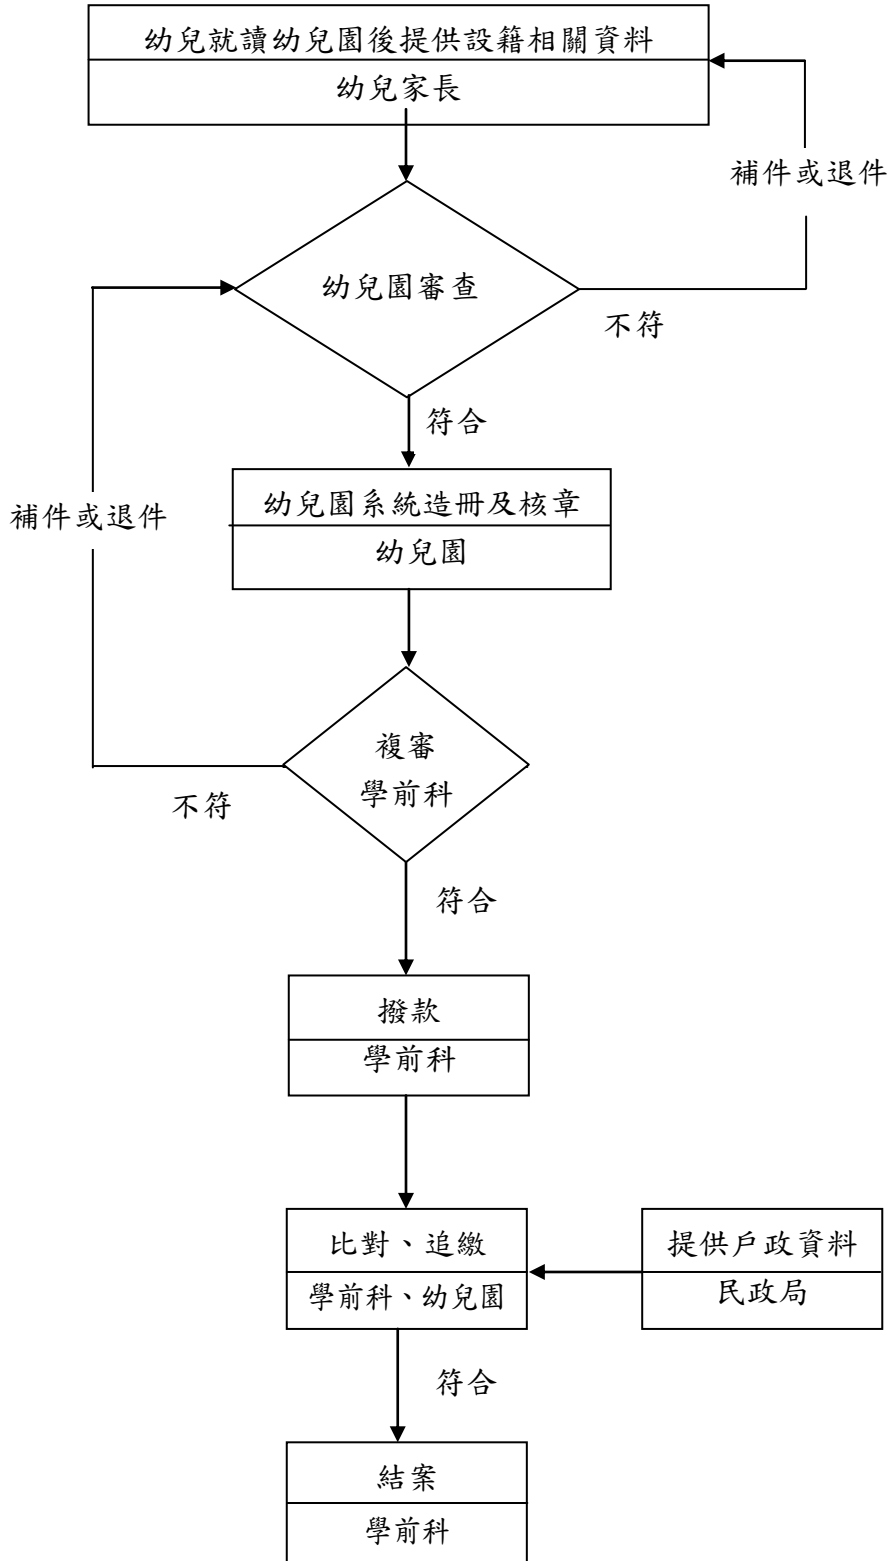 幼兒就讀幼兒園後提供設籍相關資料
幼兒家長
補件或退件
幼兒園審查
不符
符合
幼兒園系統造冊及核章
幼兒園
補件或退件
複審
學前科
不符
符合
撥款
學前科
比對、追繳
學前科、幼兒園
提供戶政資料
民政局
符合
結案
學前科